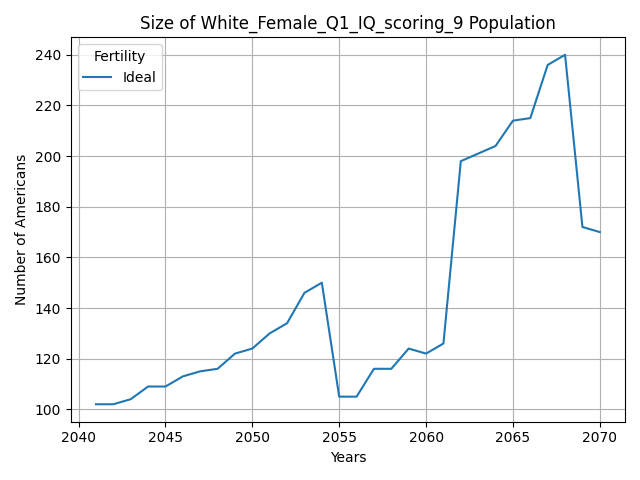 Size of White_Female_Q1_IQ_scoring_9 Population
Fertility
Ideal
Number of Americans
240
220
200
180
160
140
120
100
2040 2045 2050 2055 2060 2065 2070
Years